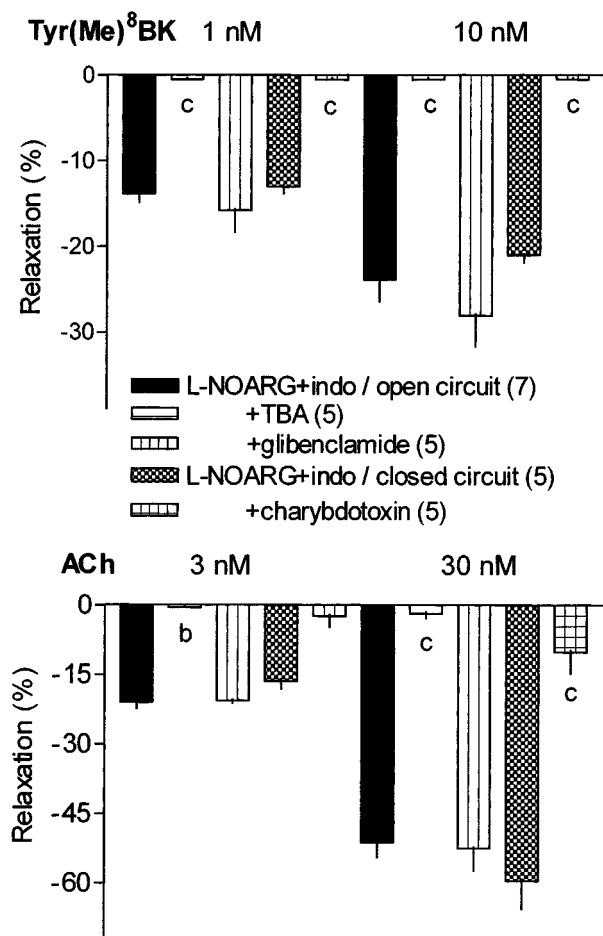 Tyr(Me)⁸BK 1 nM 10 nM
0
c c c c
-10
-20
-30
Relaxation (%)
L-NOARG+indo / open circuit (7)
+TBA (5)
+glibenclamide (5)
L-NOARG+indo / closed circuit (5)
+charybdotoxin (5)
ACh 3 nM 30 nM
0
b c
c
-15
-30
-45
-60
Relaxation (%)